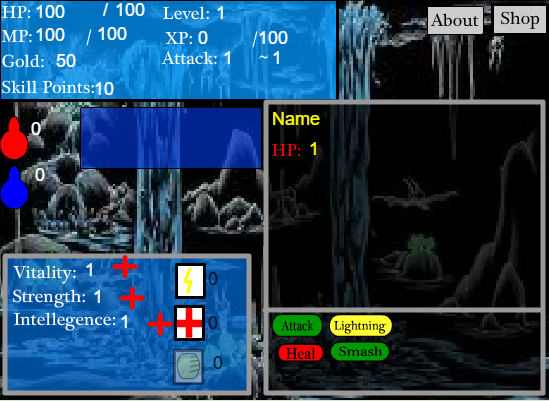 HP: 100 / 100 Level: 1
MP: 100 / 100 XP: 0 /100
Gold: 50 Attack: 1 ~ 1
Skill Points: 10
About Shop
0
0
Name
HP: 1
Vitality: 1 0
Strength: 1
Intellegence: 1 0
0
Attack Lightning
Heal Smash